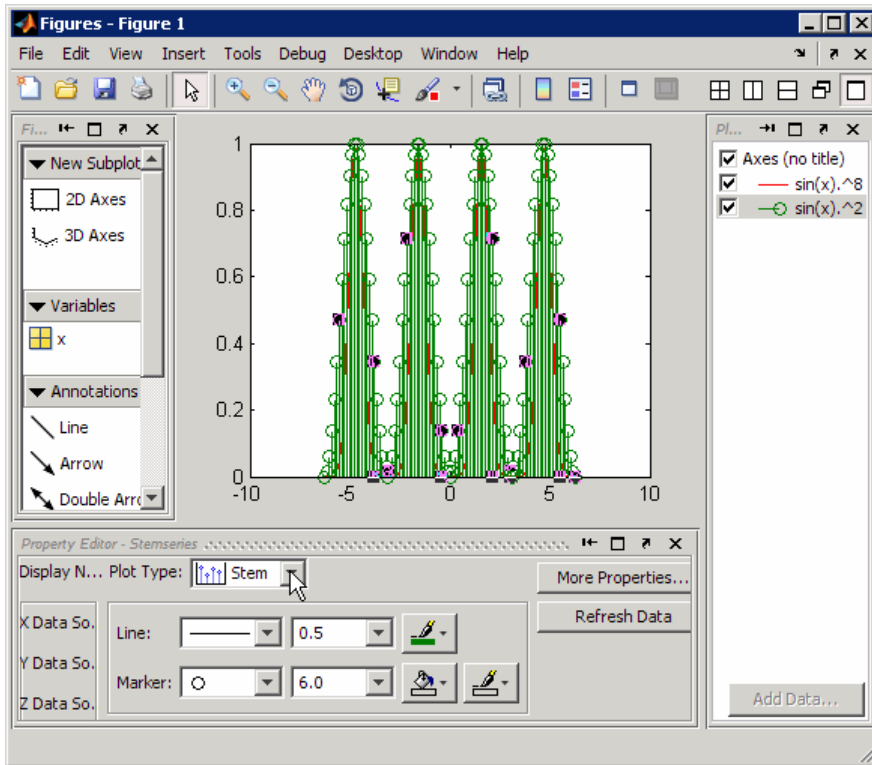 Figures - Figure 1
File Edit View Insert Tools Debug Desktop Window Help
Fi...
New Subplot
2D Axes
3D Axes
Variables
x
Annotations
Line
Arrow
Double Arro
1
0.8
0.6
0.4
0.2
0
-10 -5 0 5 10
Pl...
Axes (no title)
sin(x).^8
sin(x).^2
Add Data...
Property Editor - Stemseries
Display N... Plot Type: Stem
More Properties...
X Data So.
Line: 0.5
Refresh Data
Y Data So.
Marker: 6.0
Z Data So.